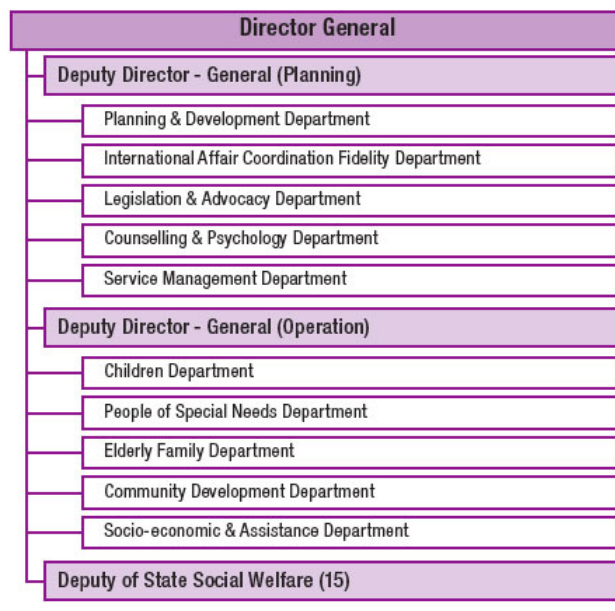 Director General
Deputy Director - General (Planning)
Planning & Development Department
International Affair Coordination Fidelity Department
Legislation & Advocacy Department
Counselling & Psychology Department
Service Management Department
Deputy Director - General (Operation)
Children Department
People of Special Needs Department
Elderly Family Department
Community Development Department
Socio-economic & Assistance Department
Deputy of State Social Welfare (15)